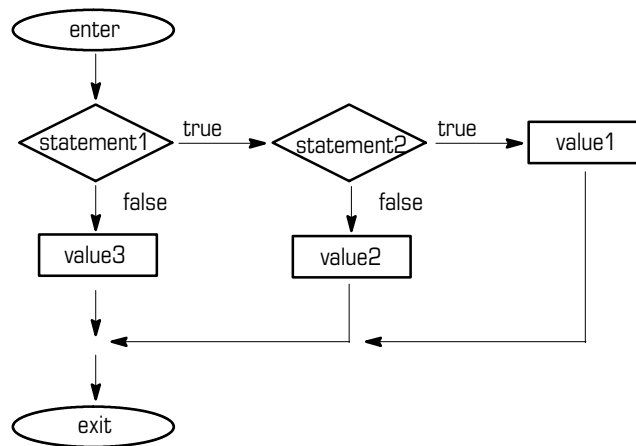 enter
statement1
true
statement2
true
value1
false
false
value3
value2
exit